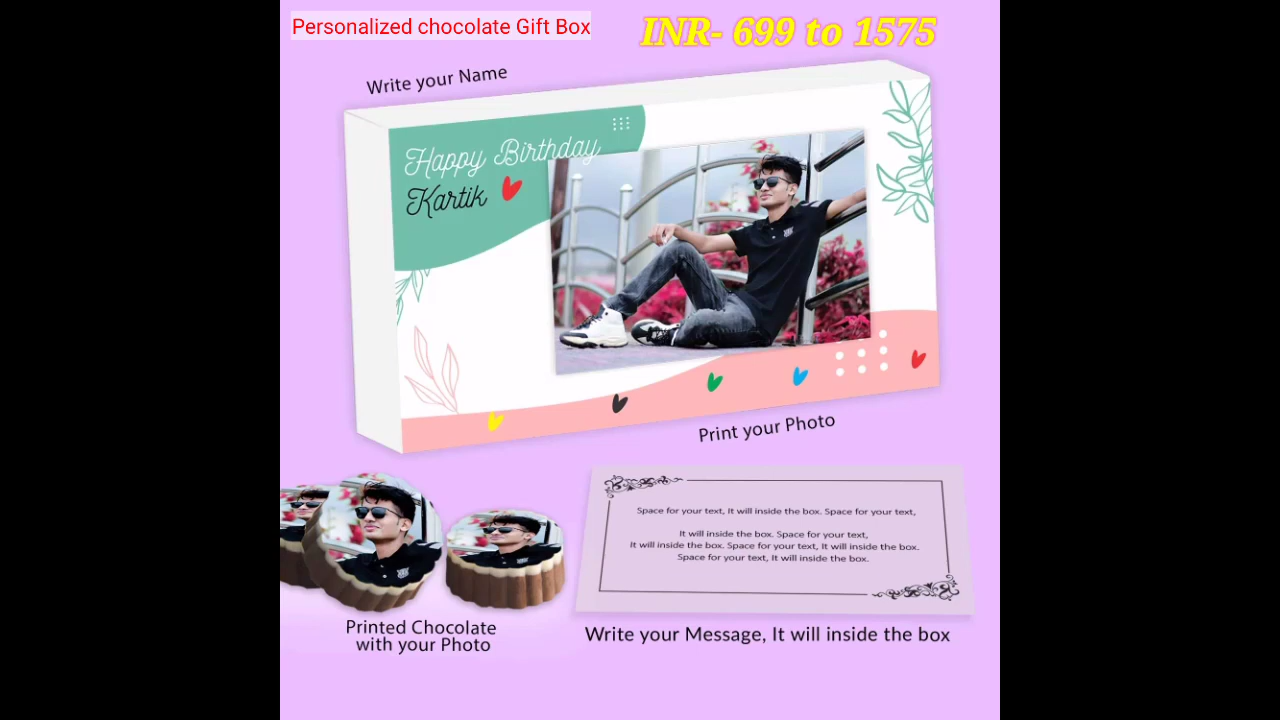 Personalized chocolate Gift Box
INR- 699 to 1575
Write your Name
Happy Birthday
Kartik
Print your Photo
Space for your text, It will inside the box. Space for your text,
It will inside the box. Space for your text,
It will inside the box. Space for your text, It will inside the box.
Space for your text, It will inside the box.
Printed Chocolate
with your Photo
Write your Message, It will inside the box